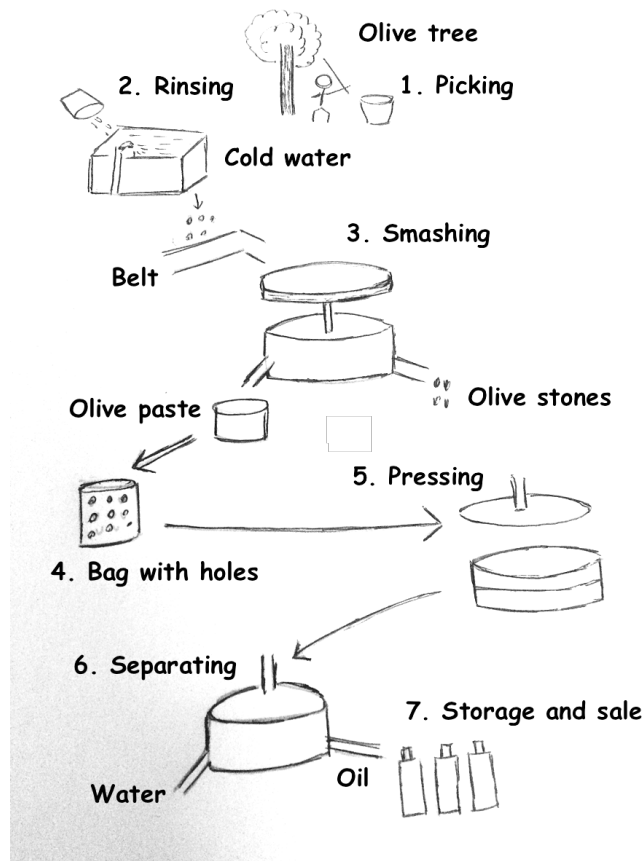 Olive tree
1. Picking
2. Rinsing
Cold water
3. Smashing
Belt
Olive stones
Olive paste
5. Pressing
4. Bag with holes
6. Separating
7. Storage and sale
Oil
Water